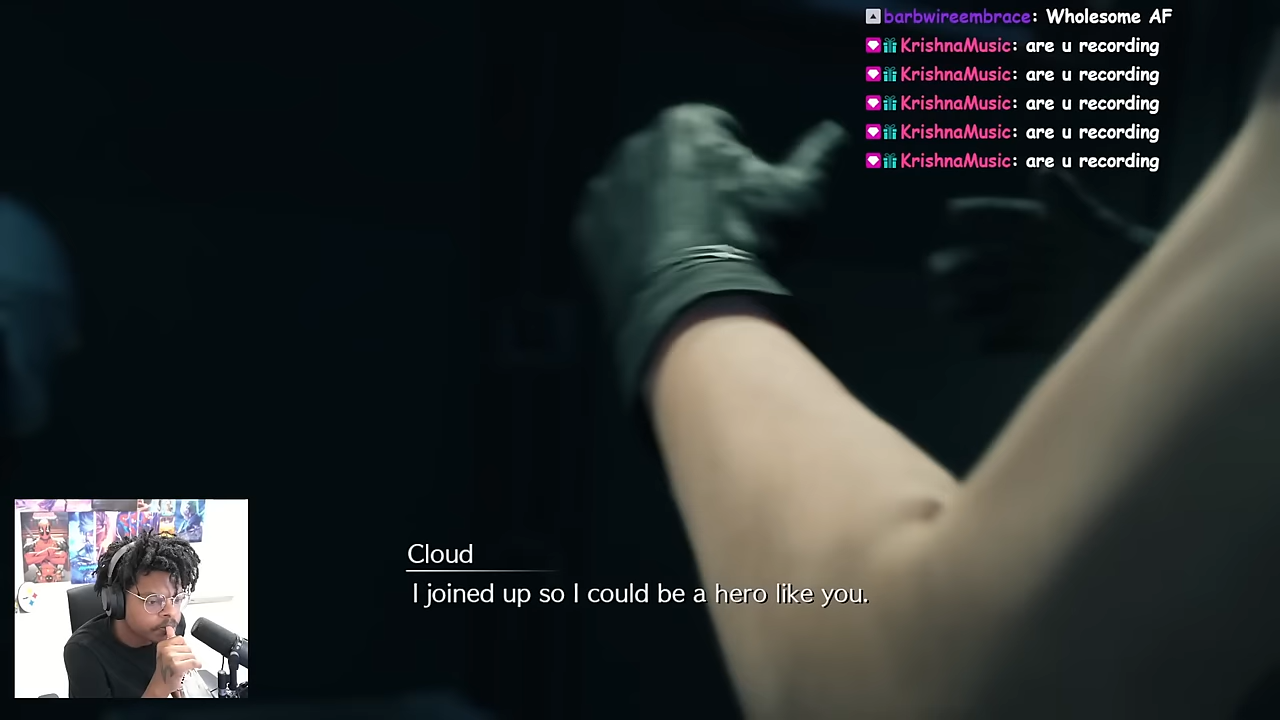 barbwireembrace: Wholesome AF
KrishnaMusic: are u recording
KrishnaMusic: are u recording
KrishnaMusic: are u recording
KrishnaMusic: are u recording
KrishnaMusic: are u recording
Cloud
I joined up so I could be a hero like you.